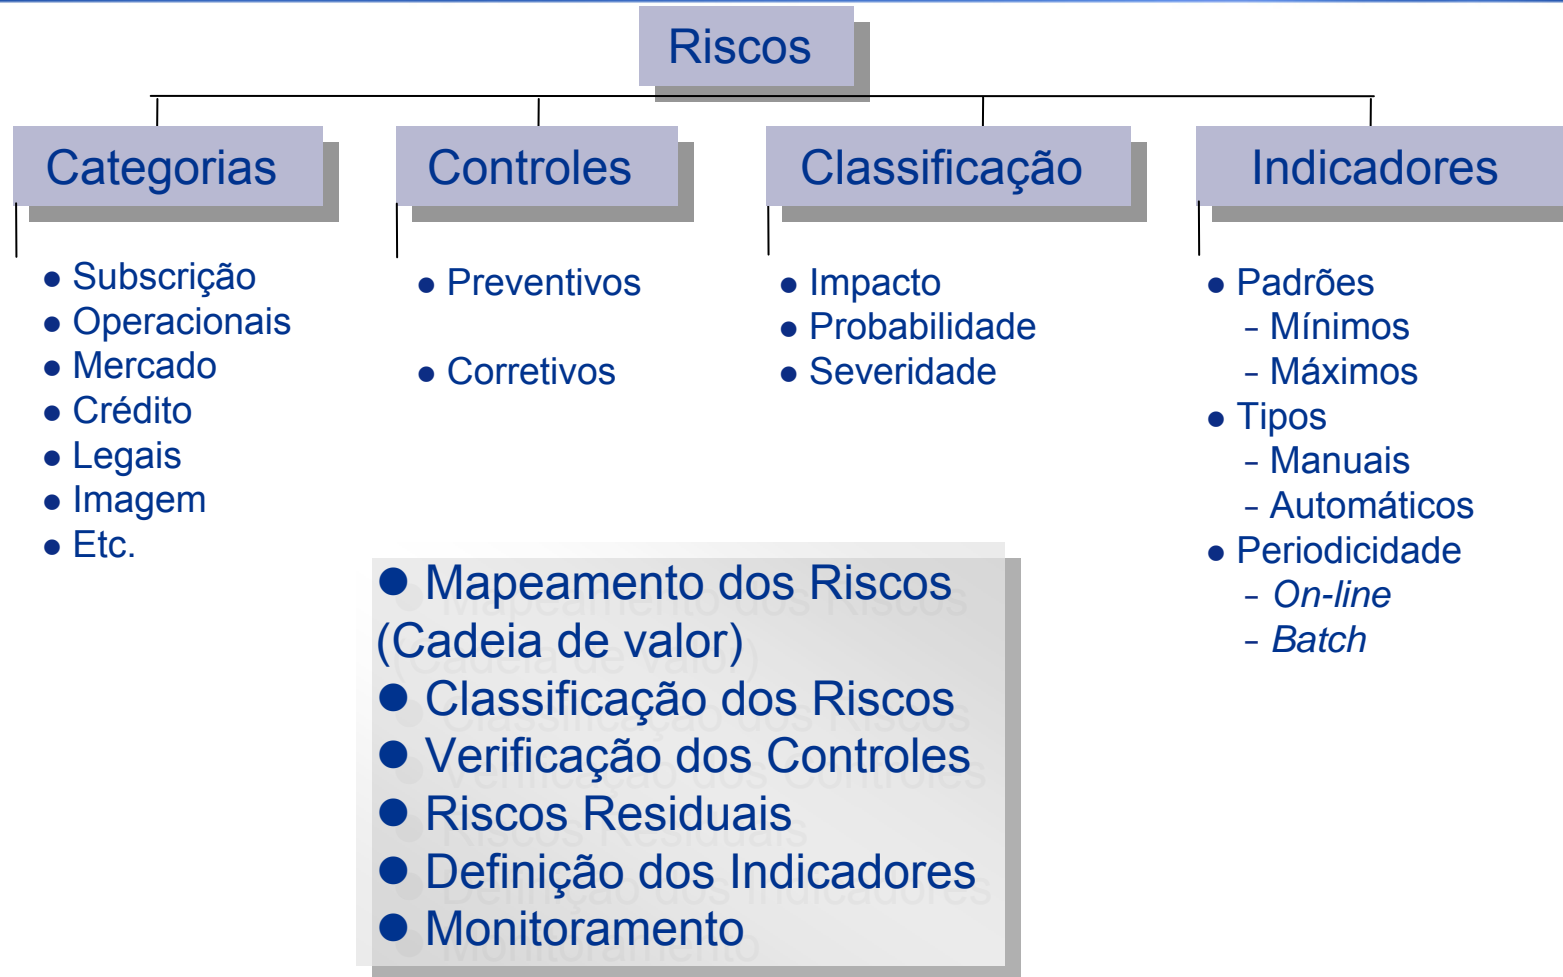 Riscos
Categorias
● Subscrição
● Operacionais
● Mercado
● Crédito
● Legais
● Imagem
● Etc.
Controles
● Preventivos
● Corretivos
Classificação
● Impacto
● Probabilidade
● Severidade
Indicadores
● Padrões
– Mínimos
– Máximos
● Tipos
– Manuais
– Automáticos
● Periodicidade
– On-line
– Batch
● Mapeamento dos Riscos
(Cadeia de valor)
● Classificação dos Riscos
● Verificação dos Controles
● Riscos Residuais
● Definição dos Indicadores
● Monitoramento